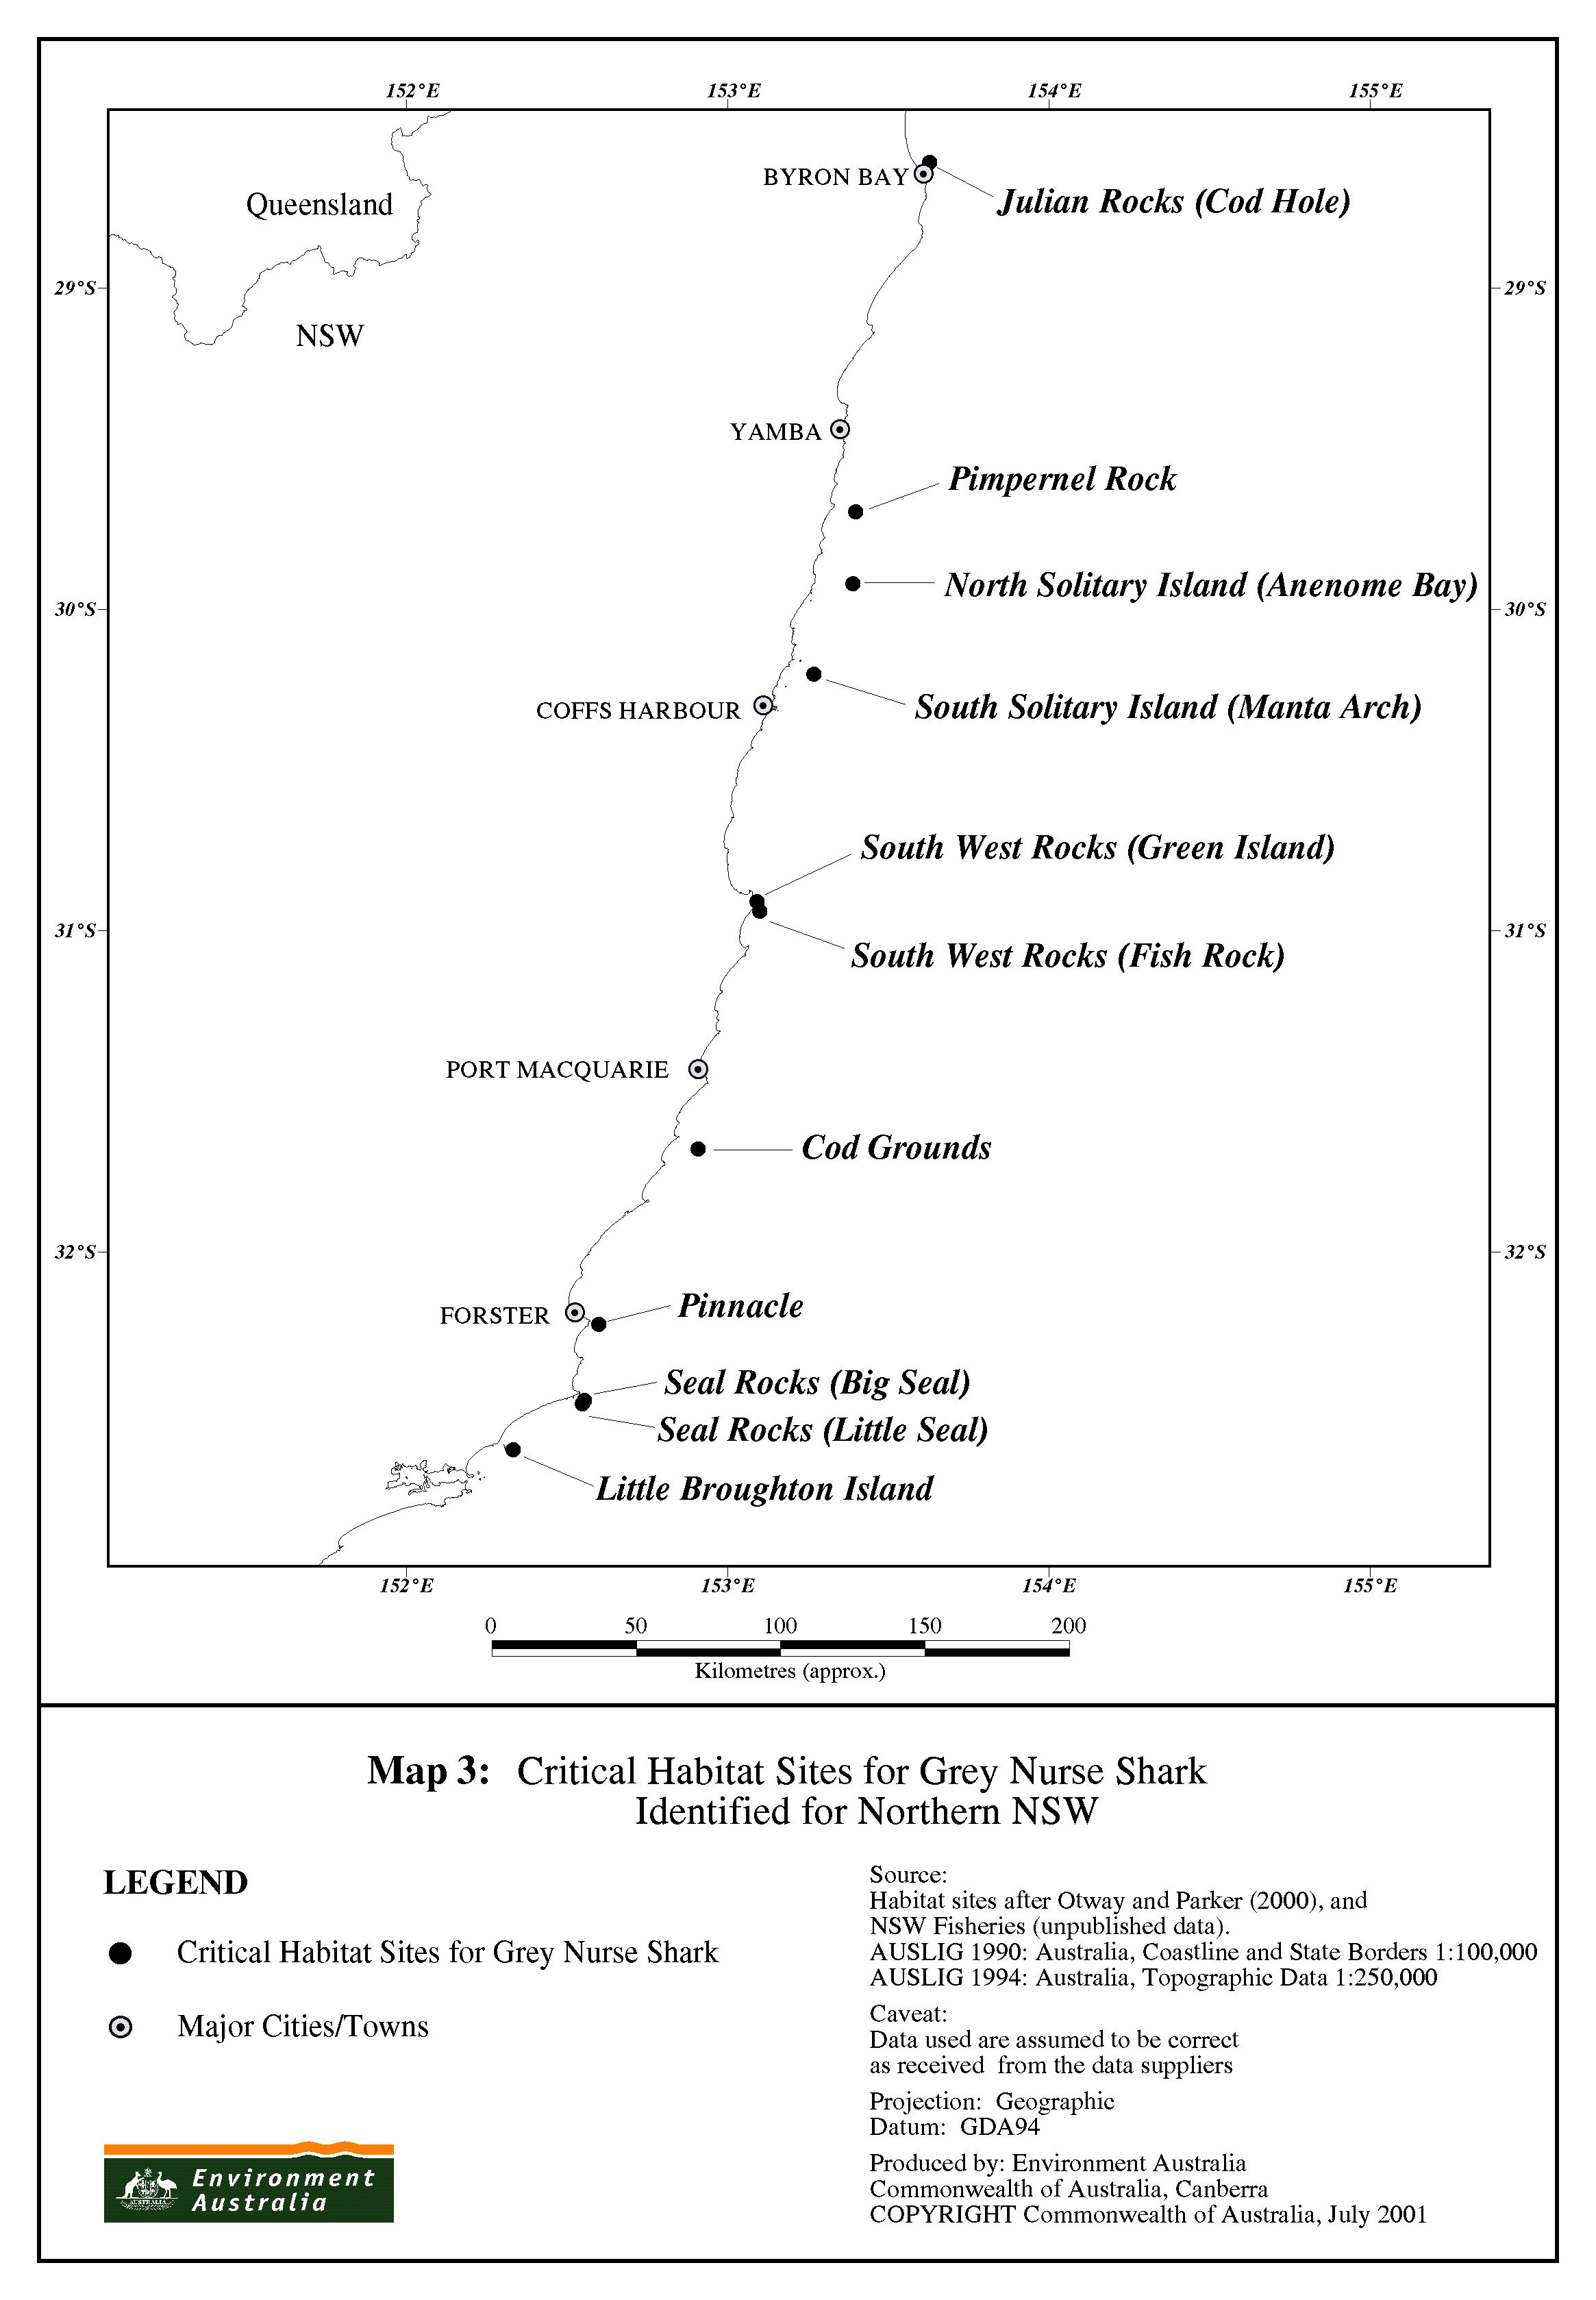 152°E 153°E 154°E 155°E
BYRON BAY
Julian Rocks (Cod Hole)
Queensland
29°S 29°S
NSW
YAMBA
Pimpernel Rock
North Solitary Island (Anenome Bay)
30°S 30°S
COFFS HARBOUR
South Solitary Island (Manta Arch)
South West Rocks (Green Island)
31°S 31°S
South West Rocks (Fish Rock)
PORT MACQUARIE
Cod Grounds
32°S 32°S
Pinnacle
FORSTER
Seal Rocks (Big Seal)
Seal Rocks (Little Seal)
Little Broughton Island
152°E 153°E 154°E 155°E
0 50 100 150 200
Kilometres (approx.)
Map 3: Critical Habitat Sites for Grey Nurse Shark
Identified for Northern NSW
LEGEND
Critical Habitat Sites for Grey Nurse Shark
Major Cities/Towns
Source:
Habitat sites after Otway and Parker (2000), and
NSW Fisheries (unpublished data).
AUSLIG 1990: Australia, Coastline and State Borders 1:100,000
AUSLIG 1994: Australia, Topographic Data 1:250,000
Caveat:
Data used are assumed to be correct
as received from the data suppliers
Projection: Geographic
Datum: GDA94
Produced by: Environment Australia
Commonwealth of Australia, Canberra
COPYRIGHT Commonwealth of Australia, July 2001
AUSTRALIA
Environment
Australia